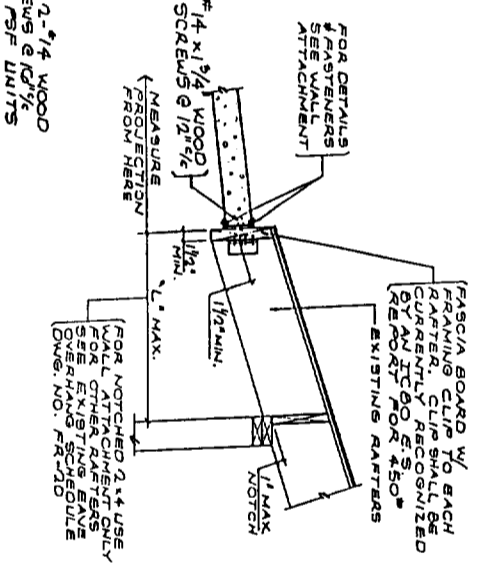 FOR DETAILS
& FASTENERS
SEE WALL
ATTACHMENT
#14 x 1 3/4" WOOD
SCREWS @ 12" c/c
MEASURE
PROJECTION
FROM HERE
2-#14 WOOD
PSF UNITS
FASCIA BOARD W/
FRAMING CLIP TO EACH
RAFTER. CLIP SHALL BE
CURRENTLY RECOGNIZED
BY AN ICBO E.S.
REPORT FOR 450#
EXISTING RAFTERS
1 1/2"
MIN.
1 1/2" MIN.
"L" MAX.
1" MAX
NOTCH
FOR NOTCHED 2x4 USE
WALL ATTACHMENT ONLY
FOR OTHER RAFTERS
SEE EXISTING EAVE
OVERHANG SCHEDULE
DWG. NO. FR-20